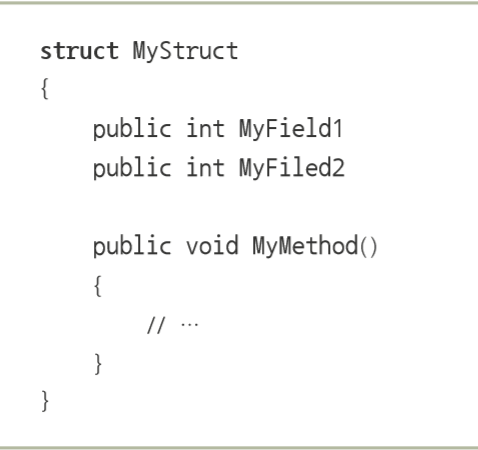 struct MyStruct
{
    public int MyField1
    public int MyFiled2

    public void MyMethod()
    {
        // ···
    }
}